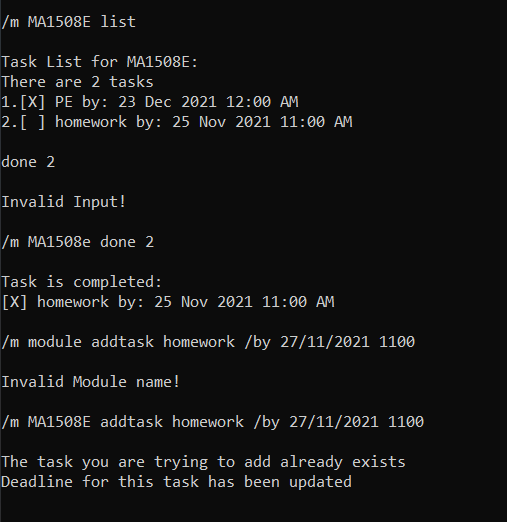 /m MA1508E list
Task List for MA1508E:
There are 2 tasks
1.[X] PE by: 23 Dec 2021 12:00 AM
2.[ ] homework by: 25 Nov 2021 11:00 AM
done 2
Invalid Input!
/m MA1508e done 2
Task is completed:
[X] homework by: 25 Nov 2021 11:00 AM
/m module addtask homework /by 27/11/2021 1100
Invalid Module name!
/m MA1508E addtask homework /by 27/11/2021 1100
The task you are trying to add already exists
Deadline for this task has been updated